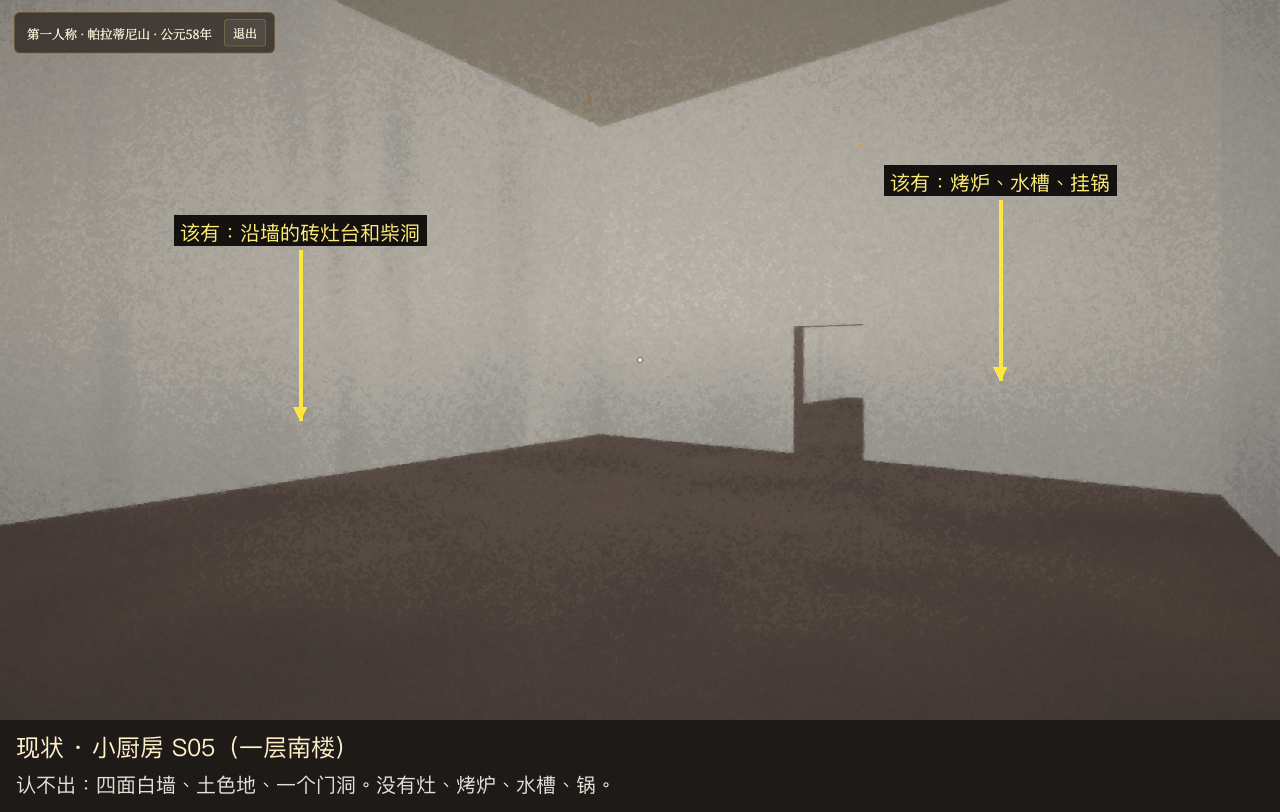 第一人称 · 帕拉蒂尼山 · 公元58年 退出
该有：烤炉、水槽、挂锅
该有：沿墙的砖灶台和柴洞
现状 · 小厨房 S05（一层南楼）
认不出：四面白墙、土色地、一个门洞。没有灶、烤炉、水槽、锅。